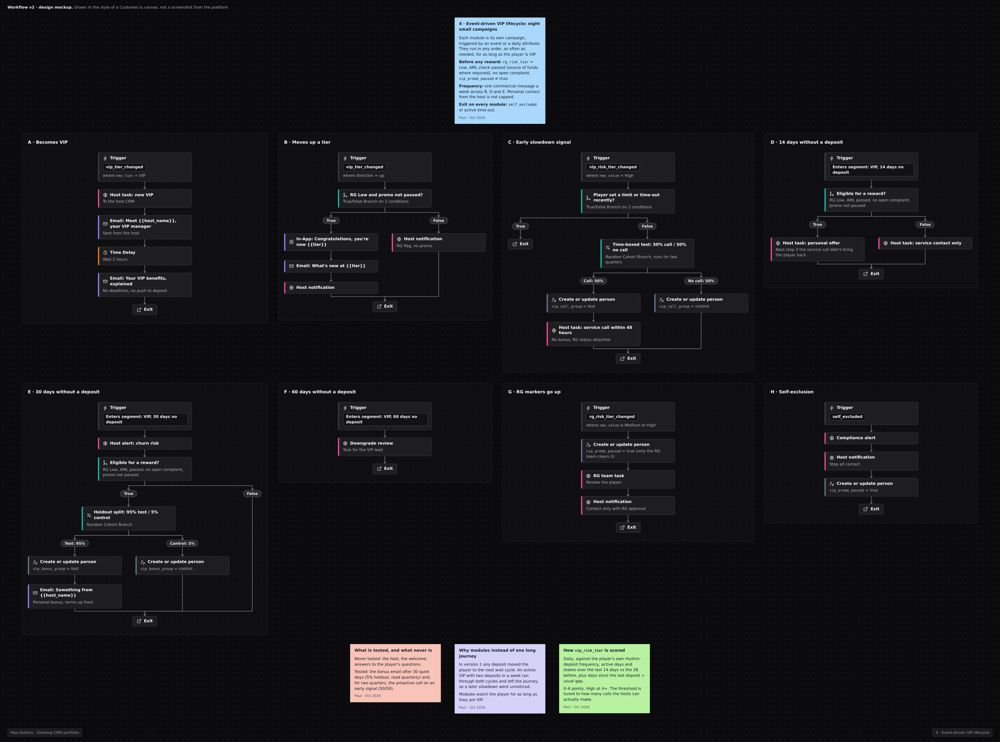 Workflow v2 · design mockup. Drawn in the style of a Customer.io canvas, not a screenshot from the platform
4 · Event-driven VIP lifecycle: eight
small campaigns
Each module is its own campaign,
triggered by an event or a daily attribute.
They run in any order, as often as
needed, for as long as the player is VIP.
Before any reward: rg_risk_tier =
Low, AML check passed (source of funds
where required), no open complaint,
vip_promo_paused ≠ true.
Frequency: one commercial message a
week across B, D and E. Personal contact
from the host is not capped.
Exit on every module: self_excluded
or active time-out.
Paul · Oct 2026
A · Becomes VIP
Trigger
vip_tier_changed
where new_tier = VIP
Host task: new VIP
To the host CRM
Email: Meet {{host_name}},
your VIP manager
Sent from the host
Time Delay
Wait 2 hours
Email: Your VIP benefits,
explained
No deadlines, no push to deposit
Exit
B · Moves up a tier
Trigger
vip_tier_changed
where direction = up
RG Low and promo not paused?
True/False Branch on 2 conditions
True
False
In-App: Congratulations, you're
now {{tier}}
Host notification
RG flag, no promo
Email: What's new at {{tier}}
Host notification
Exit
C · Early slowdown signal
Trigger
vip_risk_tier_changed
where new_value = High
Player set a limit or time-out
recently?
True/False Branch on 2 conditions
True
False
Exit
Time-boxed test: 50% call / 50%
no call
Random Cohort Branch, runs for two
quarters
Call: 50%
No call: 50%
Create or update person
vip_call_group = test
Create or update person
vip_call_group = control
Host task: service call within 48
hours
No bonus, RG status attached
Exit
D · 14 days without a deposit
Trigger
Enters segment: VIP, 14 days no
deposit
Eligible for a reward?
RG Low, AML passed, no open complaint,
promo not paused
True
False
Host task: personal offer
Next step if the service call didn't bring
the player back
Host task: service contact only
Exit
E · 30 days without a deposit
Trigger
Enters segment: VIP, 30 days no
deposit
Host alert: churn risk
Eligible for a reward?
RG Low, AML passed, no open complaint,
promo not paused
True
False
Holdout split: 95% test / 5%
control
Random Cohort Branch
Test: 95%
Control: 5%
Create or update person
vip_bonus_group = test
Create or update person
vip_bonus_group = control
Email: Something from
{{host_name}}
Personal bonus, terms up front
Exit
F · 60 days without a deposit
Trigger
Enters segment: VIP, 60 days no
deposit
Downgrade review
Task for the VIP lead
Exit
G · RG markers go up
Trigger
rg_risk_tier_changed
where new_value is Medium or High
Create or update person
vip_promo_paused = true (only the RG
team clears it)
RG team task
Review the player
Host notification
Contact only with RG approval
Exit
H · Self-exclusion
Trigger
self_excluded
Compliance alert
Host notification
Stop all contact
Create or update person
vip_promo_paused = true
Exit
What is tested, and what never is
Never tested: the host, the welcome,
answers to the player's questions.
Tested: the bonus email after 30 quiet
days (5% holdout, read quarterly) and,
for two quarters, the proactive call on an
early signal (50/50).
Paul · Oct 2026
Why modules instead of one long
journey
In version 1 any deposit moved the
player to the next wait cycle. An active
VIP with two deposits in a week ran
through both cycles and left the journey,
so a later slowdown went unnoticed.
Modules watch the player for as long as
they are VIP.
Paul · Oct 2026
How vip_risk_tier is scored
Daily, against the player's own rhythm:
deposit frequency, active days and
stakes over the last 14 days vs the 28
before, plus days since the last deposit ÷
usual gap.
0–6 points, High at 4+. The threshold is
tuned to how many calls the hosts can
actually make.
Paul · Oct 2026
Paul Koltsov · iGaming CRM portfolio
4 · Event-driven VIP lifecycle